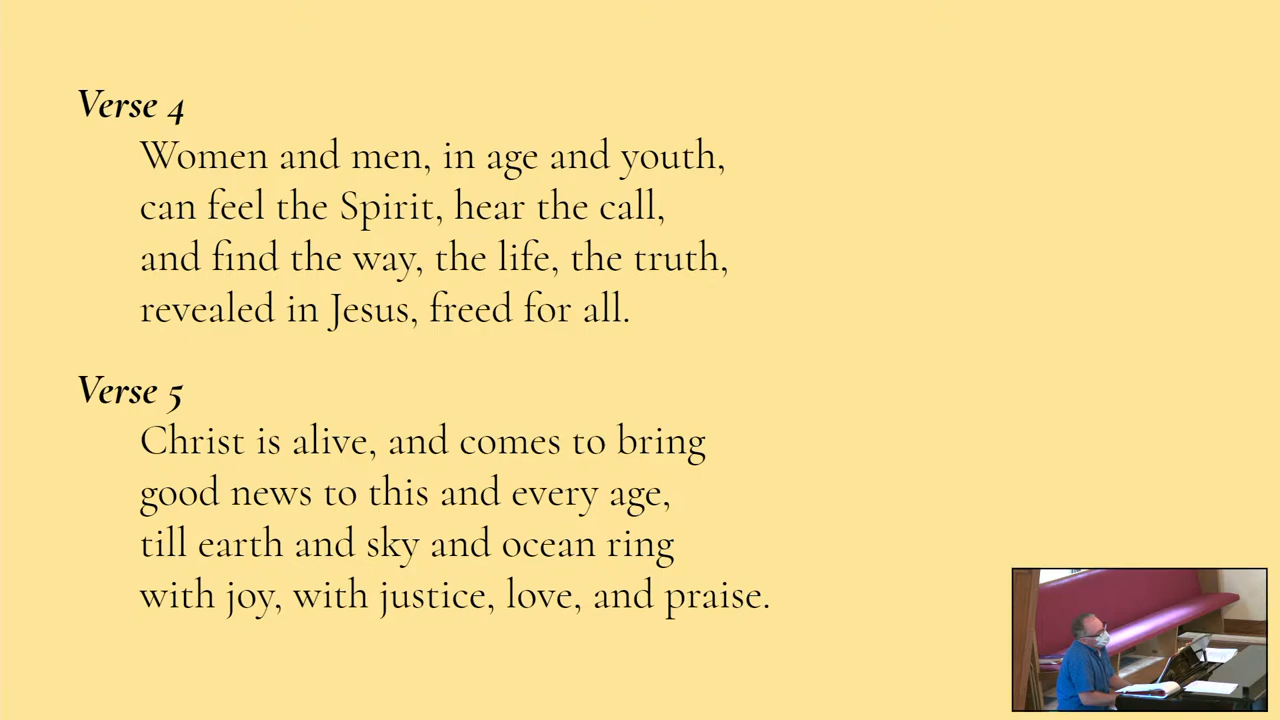 Verse 4
Women and men, in age and youth,
can feel the Spirit, hear the call,
and find the way, the life, the truth,
revealed in Jesus, freed for all.
Verse 5
Christ is alive, and comes to bring
good news to this and every age,
till earth and sky and ocean ring
with joy, with justice, love, and praise.